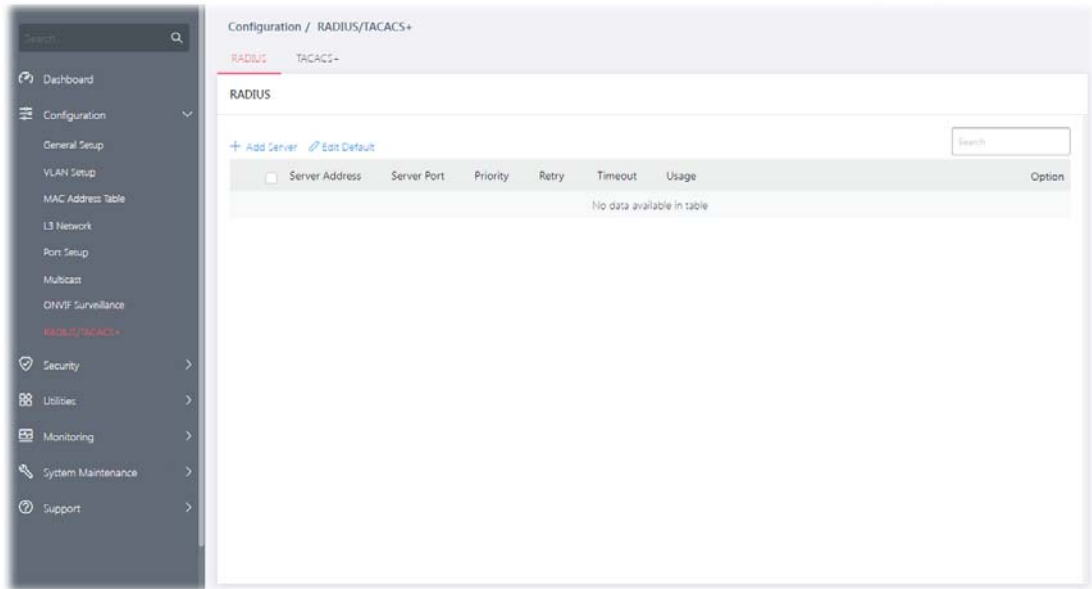 Search...
Dashboard
Configuration
General Setup
VLAN Setup
MAC Address Table
L3 Network
Port Setup
Multicast
ONVIF Surveillance
RADIUS/TACACS+
Security
Utilities
Monitoring
System Maintenance
Support
Configuration / RADIUS/TACACS+
RADIUS TACACS+
RADIUS
+ Add Server Edit Default
Search
Server Address Server Port Priority Retry Timeout Usage Option
No data available in table